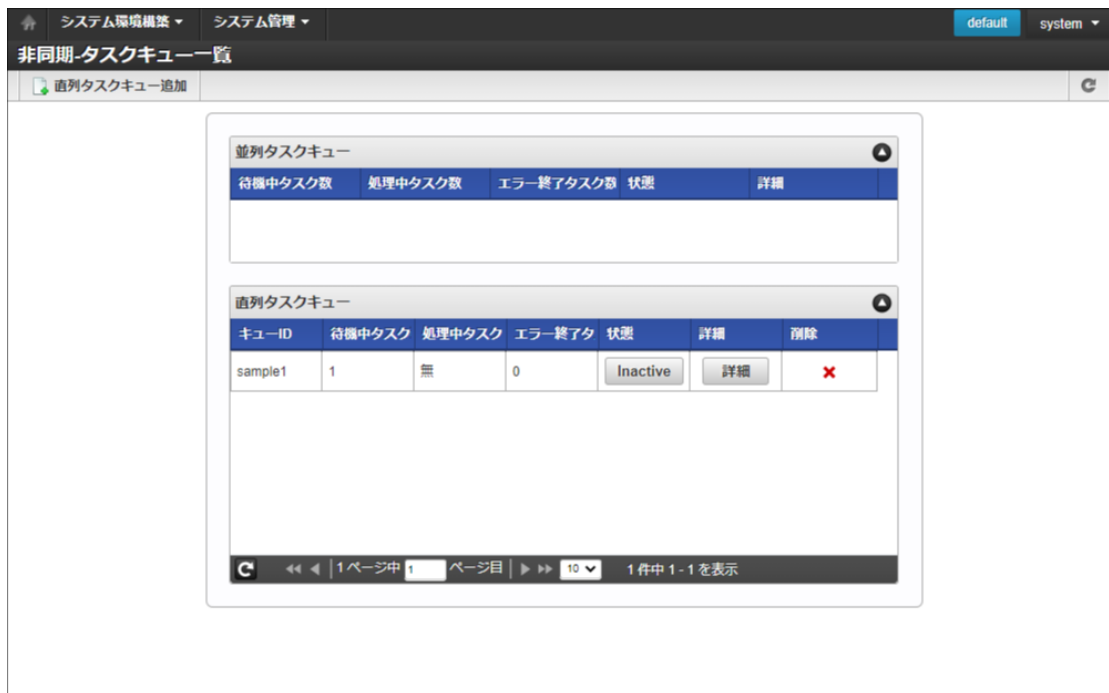 システム環境構築 ▼ システム管理 ▼ default system ▼
非同期-タスクキュー一覧
直列タスクキュー追加
並列タスクキュー
待機中タスク数 処理中タスク数 エラー終了タスク数 状態 詳細
直列タスクキュー
キューID 待機中タスク 処理中タスク エラー終了タ 状態 詳細 削除
sample1 1 無 0 Inactive 詳細
1 ページ中 1 ページ目 10 1 件中 1 - 1 を表示